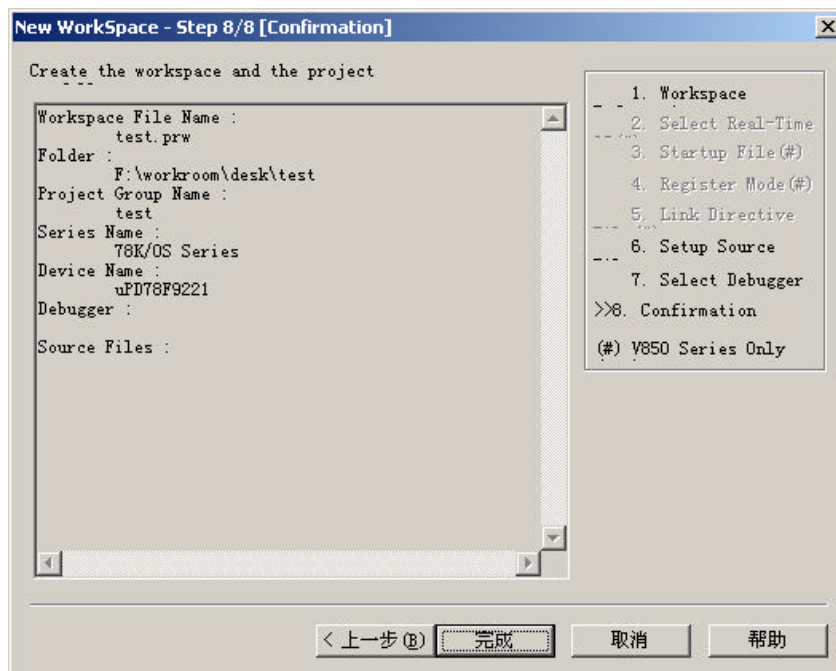 New WorkSpace - Step 8/8 [Confirmation]
Create the workspace and the project
Workspace File Name :
test.prw
Folder :
F:\workroom\desk\test
Project Group Name :
test
Series Name :
78K/0S Series
Device Name :
uPD78F9221
Debugger :
Source Files :
1. Workspace
2. Select Real-Time
3. Startup File(#)
4. Register Mode(#)
5. Link Directive
6. Setup Source
7. Select Debugger
>>8. Confirmation
(#) V850 Series Only
< 上一步(B)
完成
取消
帮助